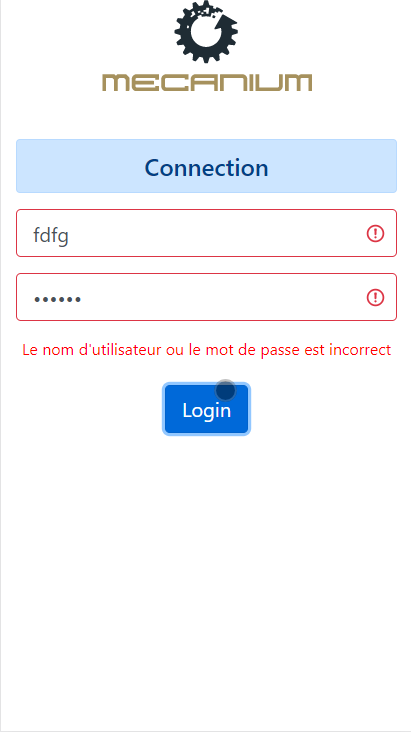 MECANIUM
Connection
fdfg
••••••
Le nom d'utilisateur ou le mot de passe est incorrect
Login